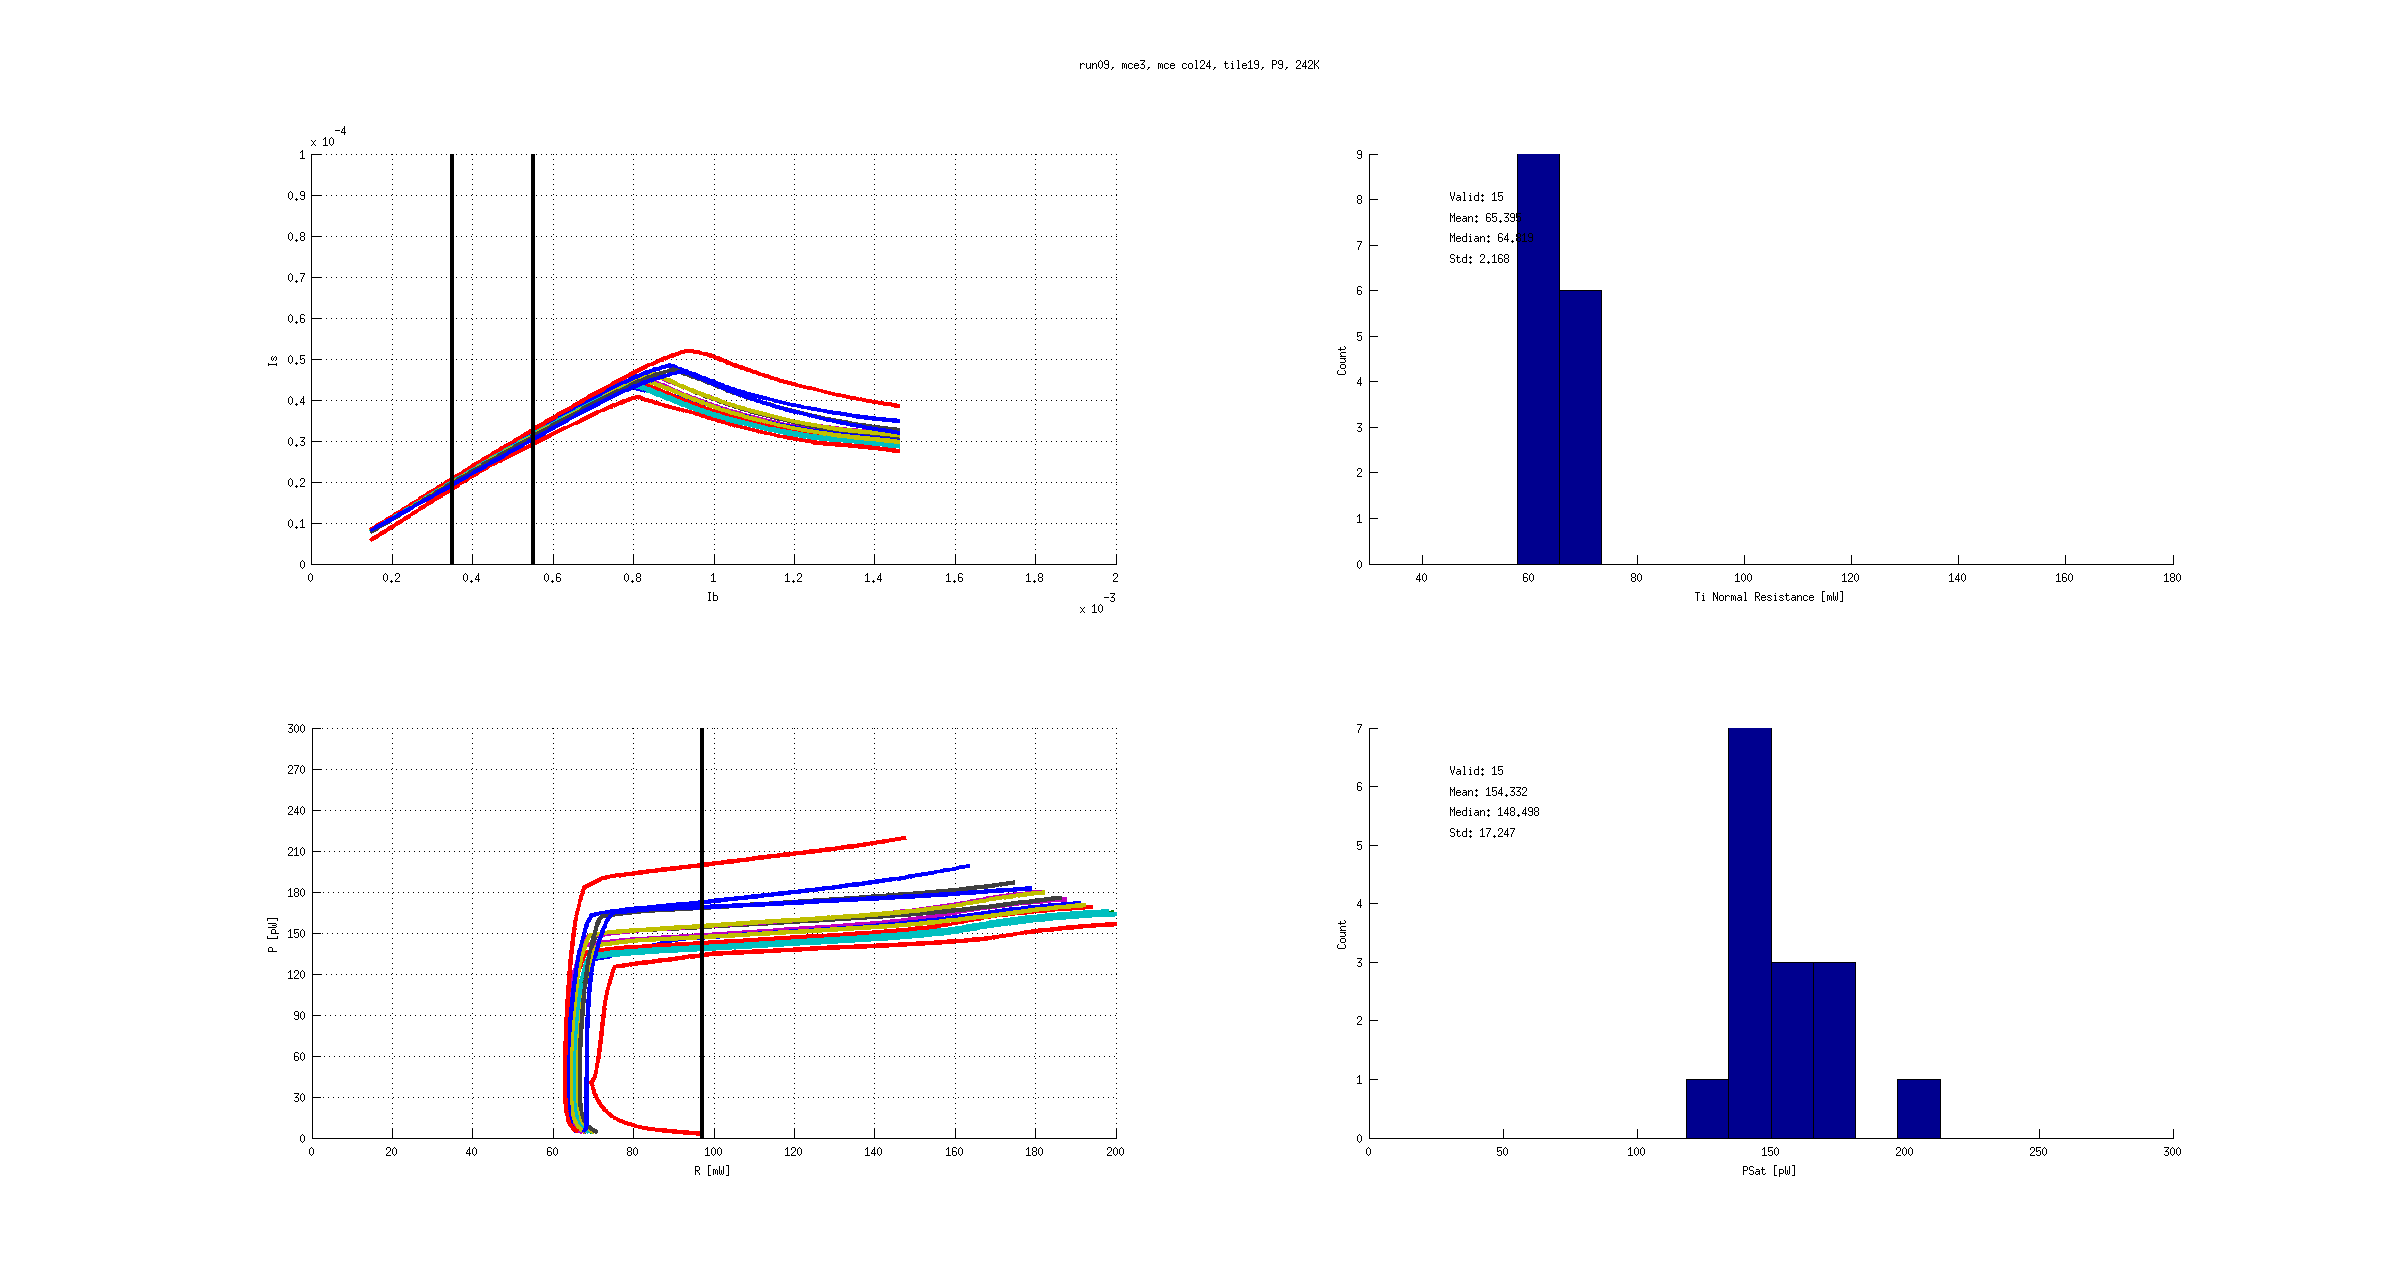 run09, mce3, mce col24, tile19, P9, 242K
x 10^-4
1
0.9
0.8
0.7
0.6
0.5
0.4
0.3
0.2
0.1
0
Is
0 0.2 0.4 0.6 0.8 1 1.2 1.4 1.6 1.8 2
Ib
x 10^-3
9
8
7
6
5
4
3
2
1
0
Count
Valid: 15
Mean: 65.395
Median:
Std: 2.168
40 60 80 100 120 140 160 180
Ti Normal Resistance [mW]
300
270
240
210
180
150
120
90
60
30
0
P [pW]
0 20 40 60 80 100 120 140 160 180 200
R [mW]
7
6
5
4
3
2
1
0
Count
Valid: 15
Mean: 154.332
Median: 148.498
Std: 17.247
0 50 100 150 200 250 300
PSat [pW]